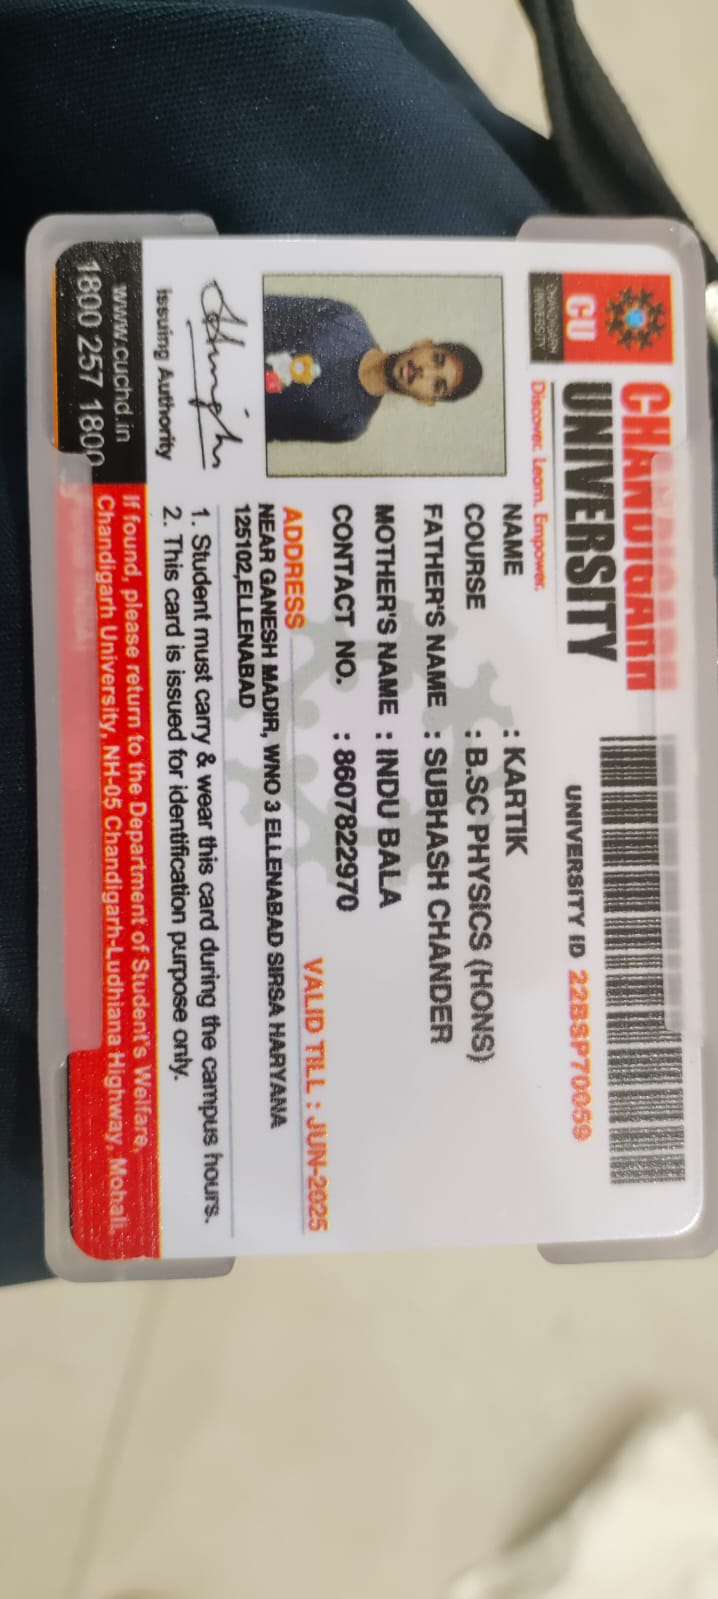 CHANDIGARH
UNIVERSITY
Discover. Learn. Empower.
CU
CHANDIGARH
UNIVERSITY
UNIVERSITY ID 22BSP70059
NAME : KARTIK
COURSE : B.SC PHYSICS (HONS)
FATHER'S NAME : SUBHASH CHANDER
MOTHER'S NAME : INDU BALA
CONTACT NO. : 8607822970
VALID TILL : JUN-2025
ADDRESS
NEAR GANESH MADIR, WNO 3 ELLENABAD SIRSA HARYANA
125102,ELLENABAD
1. Student must carry & wear this card during the campus hours.
2. This card is issued for identification purpose only.
Issuing Authority
www.cuchd.in
1800 257 1800
If found, please return to the Department of Student's Welfare,
Chandigarh University, NH-05 Chandigarh-Ludhiana Highway, Mohali,